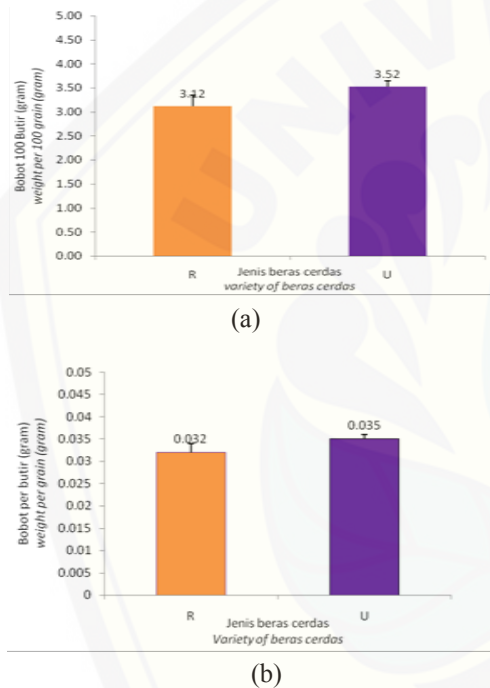 5.00
4.50
4.00
3.50
3.00
2.50
2.00
1.50
1.00
0.50
0.00
Bobot 100 Butir (gram)
weight per 100 grain (gram)
3.12
3.52
R
U
Jenis beras cerdas
variety of beras cerdas
(a)
0.05
0.045
0.04
0.035
0.03
0.025
0.02
0.015
0.01
0.005
0
Bobot per butir (gram)
weight per grain (gram)
0.032
0.035
R
U
Jenis beras cerdas
Variety of beras cerdas
(b)
UNIV